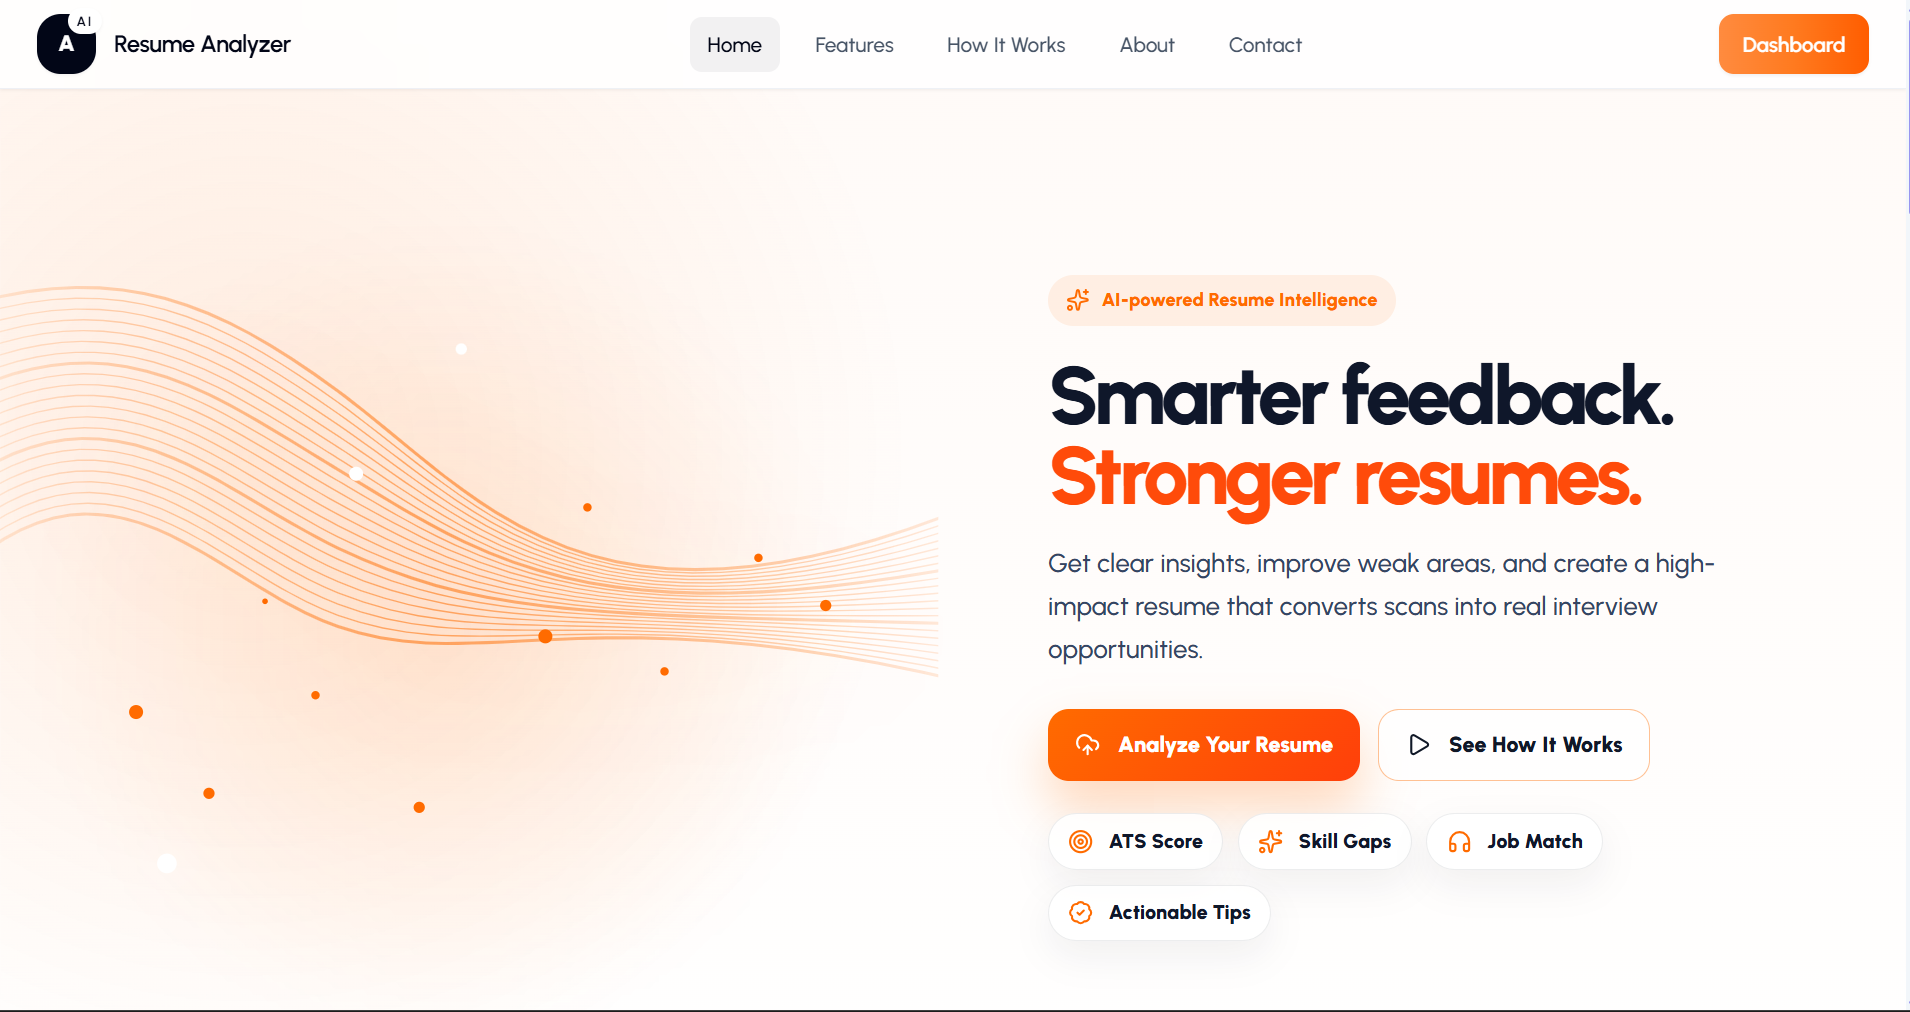 AI
A
Resume Analyzer
Home
Features
How It Works
About
Contact
Dashboard
AI-powered Resume Intelligence
Smarter feedback.
Stronger resumes.
Get clear insights, improve weak areas, and create a high-
impact resume that converts scans into real interview
opportunities.
Analyze Your Resume
See How It Works
ATS Score
Skill Gaps
Job Match
Actionable Tips